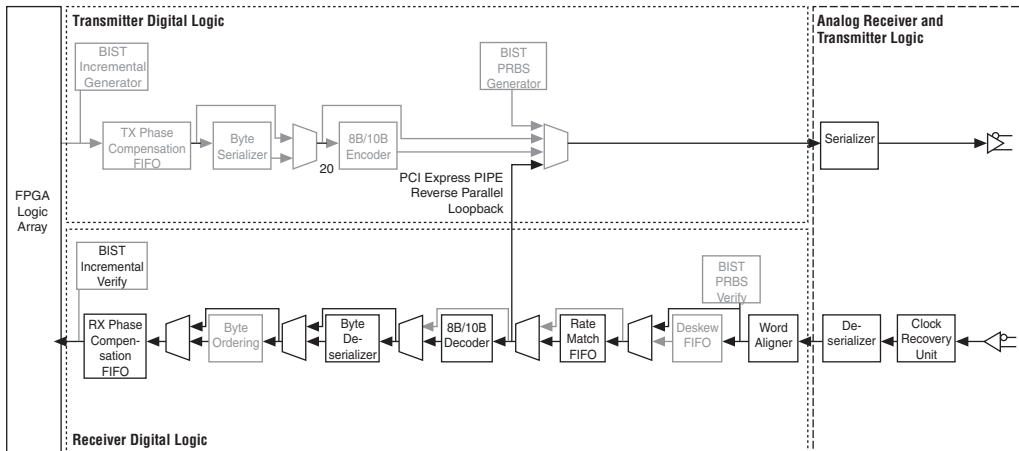 Transmitter Digital Logic
Analog Receiver and
Transmitter Logic
BIST
Incremental
Generator
BIST
PRBS
Generator
TX Phase
Compensation
FIFO
Byte
Serializer
20
8B/10B
Encoder
Serializer
PCI Express PIPE
Reverse Parallel
Loopback
FPGA
Logic
Array
BIST
Incremental
Verify
BIST
PRBS
Verify
RX Phase
Compen-
sation
FIFO
Byte
Ordering
Byte
De-
serializer
8B/10B
Decoder
Rate
Match
FIFO
Deskew
FIFO
Word
Aligner
De-
serializer
Clock
Recovery
Unit
Receiver Digital Logic